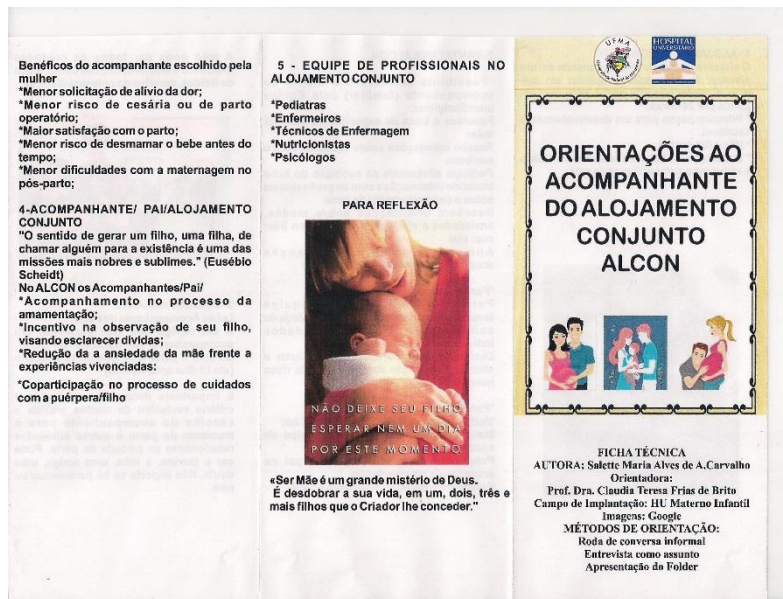 Benéficos do acompanhante escolhido pela
mulher
*Menor solicitação de alívio da dor;
*Menor risco de cesária ou de parto
operatório;
*Maior satisfação com o parto;
*Menor risco de desmamar o bebe antes do
tempo;
*Menor dificuldades com a maternagem no
pós-parto;
4-ACOMPANHANTE/ PAI/ALOJAMENTO
CONJUNTO
"O sentido de gerar um filho, uma filha, de
chamar alguém para a existência é uma das
missões mais nobres e sublimes." (Eusébio
Scheidt)
No ALCON os Acompanhantes/Pai/
*Acompanhamento no processo da
amamentação;
*Incentivo na observação de seu filho,
visando esclarecer dividas;
*Redução da a ansiedade da mãe frente a
experiências vivenciadas:
*Coparticipação no processo de cuidados
com a puérpera/filho
5 - EQUIPE DE PROFISSIONAIS NO
ALOJAMENTO CONJUNTO
*Pediatras
*Enfermeiros
*Técnicos de Enfermagem
*Nutricionistas
*Psicólogos
PARA REFLEXÃO
NÃO DEIXE SEU FILHO
ESPERAR NEM UM DIA
POR ESTE MOMENTO.
«Ser Mãe é um grande mistério de Deus.
É desdobrar a sua vida, em um, dois, três e
mais filhos que o Criador lhe conceder."
UFMA
HOSPITAL
UNIVERSITÁRIO
ORIENTAÇÕES AO
ACOMPANHANTE
DO ALOJAMENTO
CONJUNTO
ALCON
FICHA TÉCNICA
AUTORA: Salette Maria Alves de A.Carvalho
Orientadora:
Prof. Dra. Claudia Teresa Frias de Brito
Campo de Implantação: HU Materno Infantil
Imagens: Google
MÉTODOS DE ORIENTAÇÃO:
Roda de conversa informal
Entrevista como assunto
Apresentação do Folder